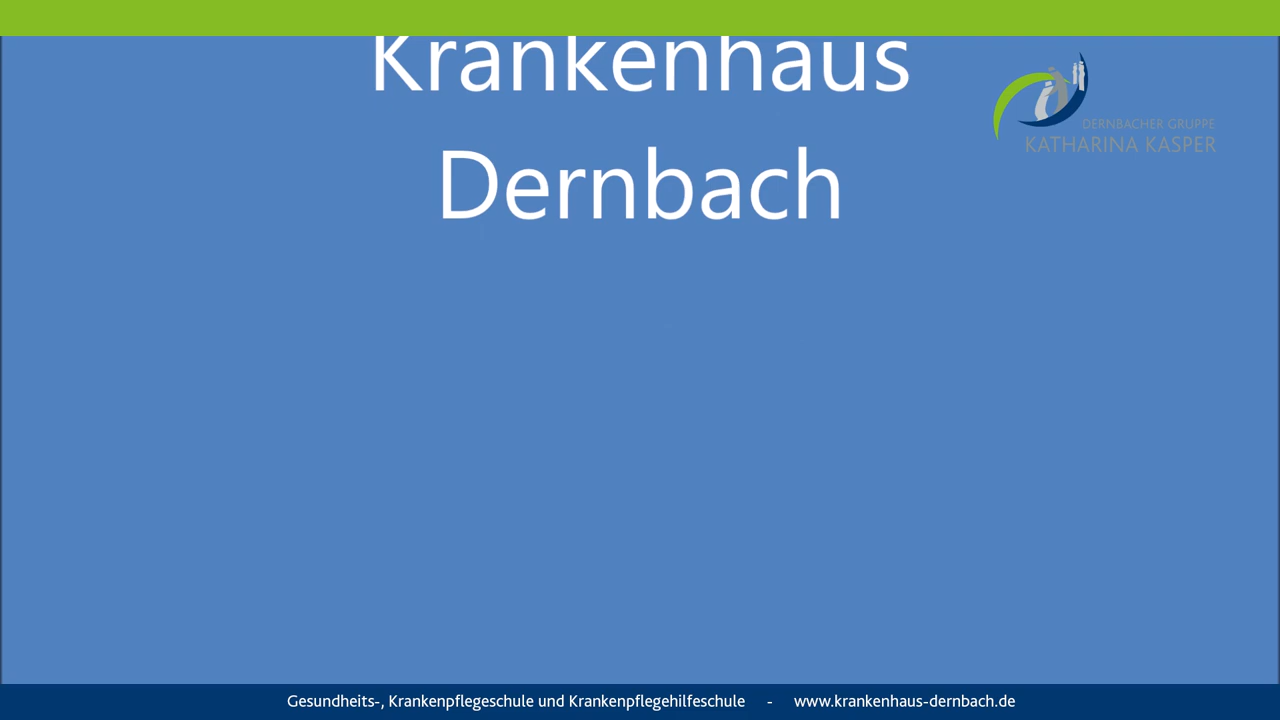 Krankenhaus
Dernbach
DERNBACHER GRUPPE
KATHARINA KASPER
Gesundheits-, Krankenpflegeschule und Krankenpflegehilfeschule - www.krankenhaus-dernbach.de